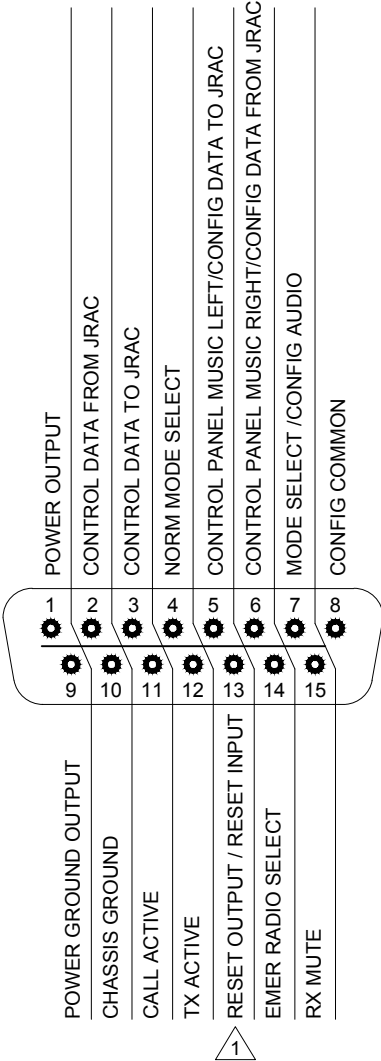 POWER OUTPUT
CONTROL DATA FROM JRAC
CONTROL DATA TO JRAC
NORM MODE SELECT
CONTROL PANEL MUSIC LEFT/CONFIG DATA TO JRAC
CONTROL PANEL MUSIC RIGHT/CONFIG DATA FROM JRAC
MODE SELECT /CONFIG AUDIO
CONFIG COMMON
1 2 3 4 5 6 7 8
9 10 11 12 13 14 15
POWER GROUND OUTPUT
CHASSIS GROUND
CALL ACTIVE
TX ACTIVE
RESET OUTPUT / RESET INPUT
EMER RADIO SELECT
RX MUTE
1